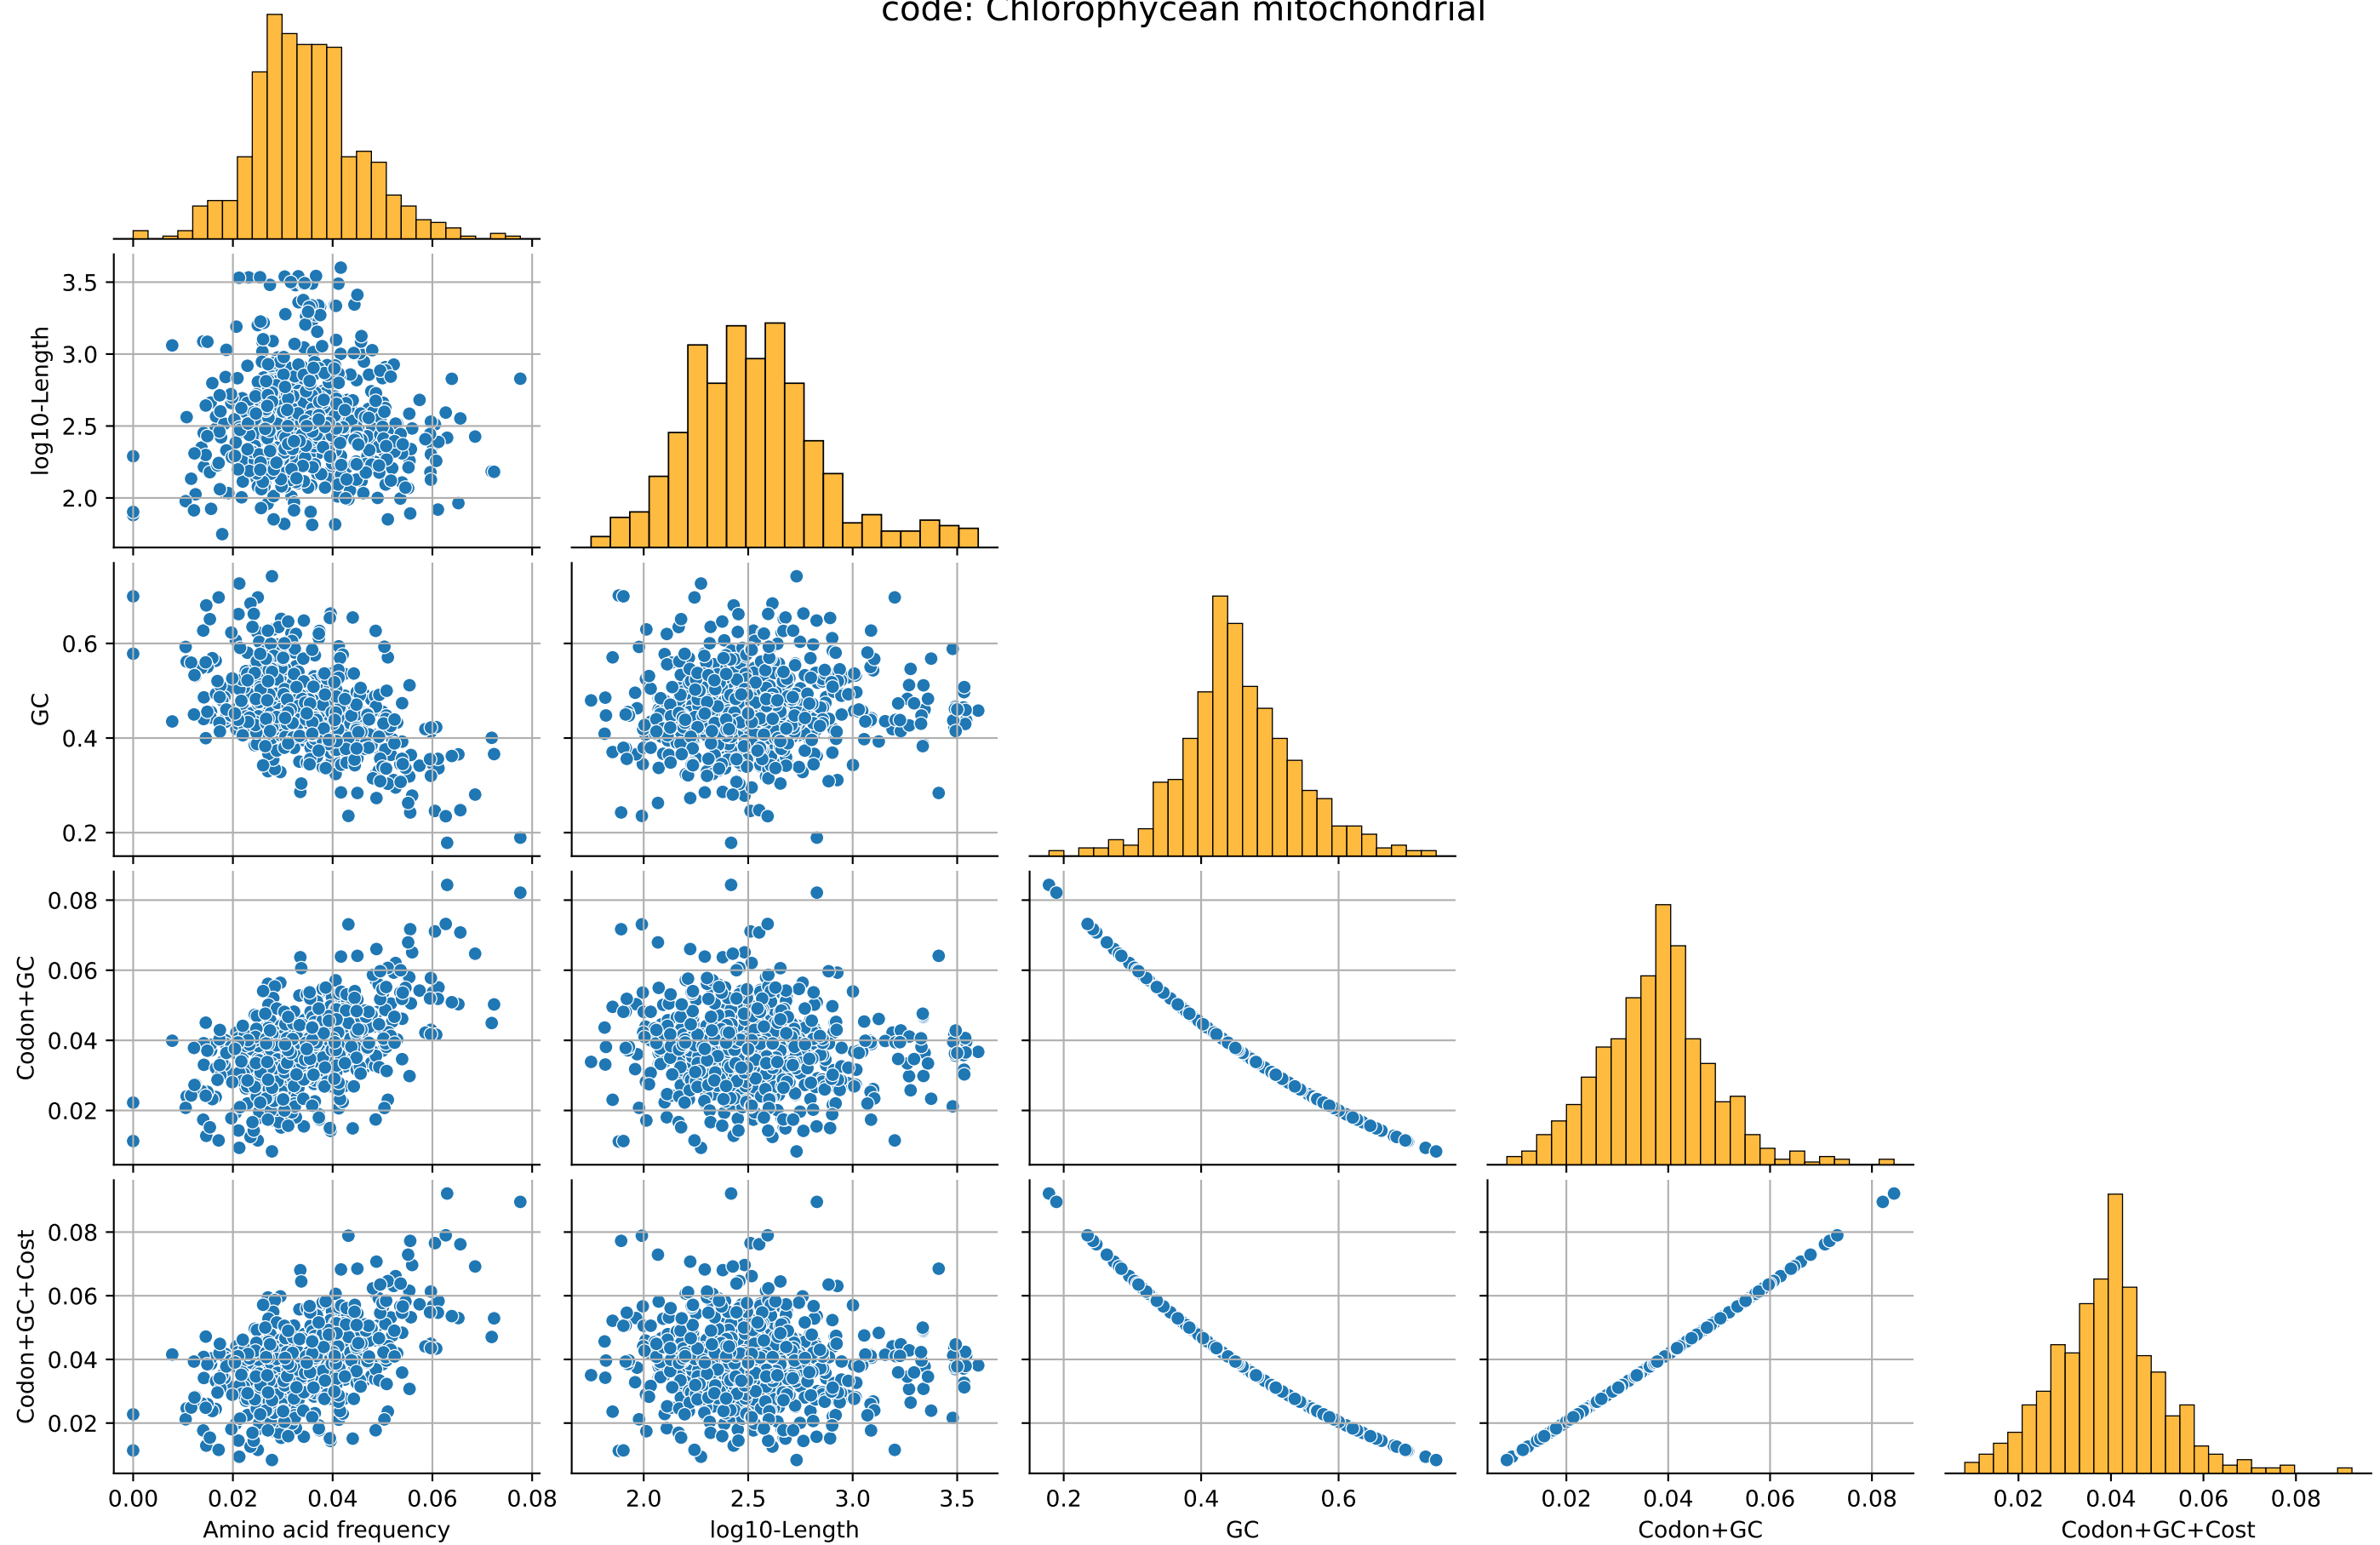 code: Chlorophycean mitochondrial
3.5
3.0
2.5
2.0
log10-Length
0.6
0.4
0.2
GC
0.08
0.06
0.04
0.02
Codon+GC
0.08
0.06
0.04
0.02
Codon+GC+Cost
0.00 0.02 0.04 0.06 0.08
2.0 2.5 3.0 3.5
0.2 0.4 0.6
0.02 0.04 0.06 0.08
0.02 0.04 0.06 0.08
Amino acid frequency
log10-Length
GC
Codon+GC
Codon+GC+Cost